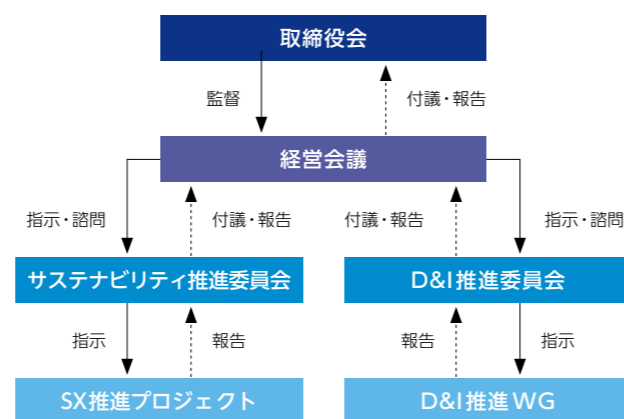 取締役会
監督
付議・報告
経営会議
指示・諮問
付議・報告
付議・報告
指示・諮問
サステナビリティ推進委員会
D&I推進委員会
指示
報告
報告
指示
SX推進プロジェクト
D&I推進WG